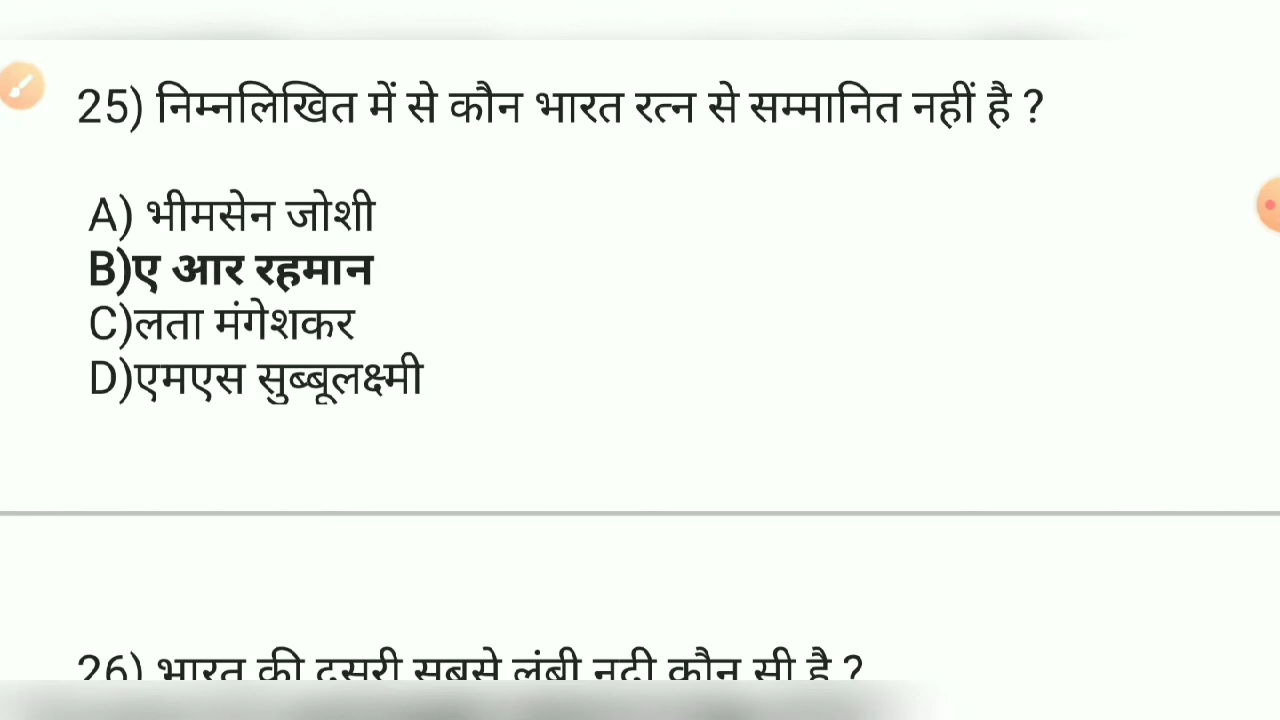 25) निम्नलिखित में से कौन भारत रत्न से सम्मानित नहीं है ?
A) भीमसेन जोशी
B)ए आर रहमान
C)लता मंगेशकर
D)एमएस सुब्बूलक्ष्मी
26) भारत की दूसरी सबसे लंबी नदी कौन सी है ?